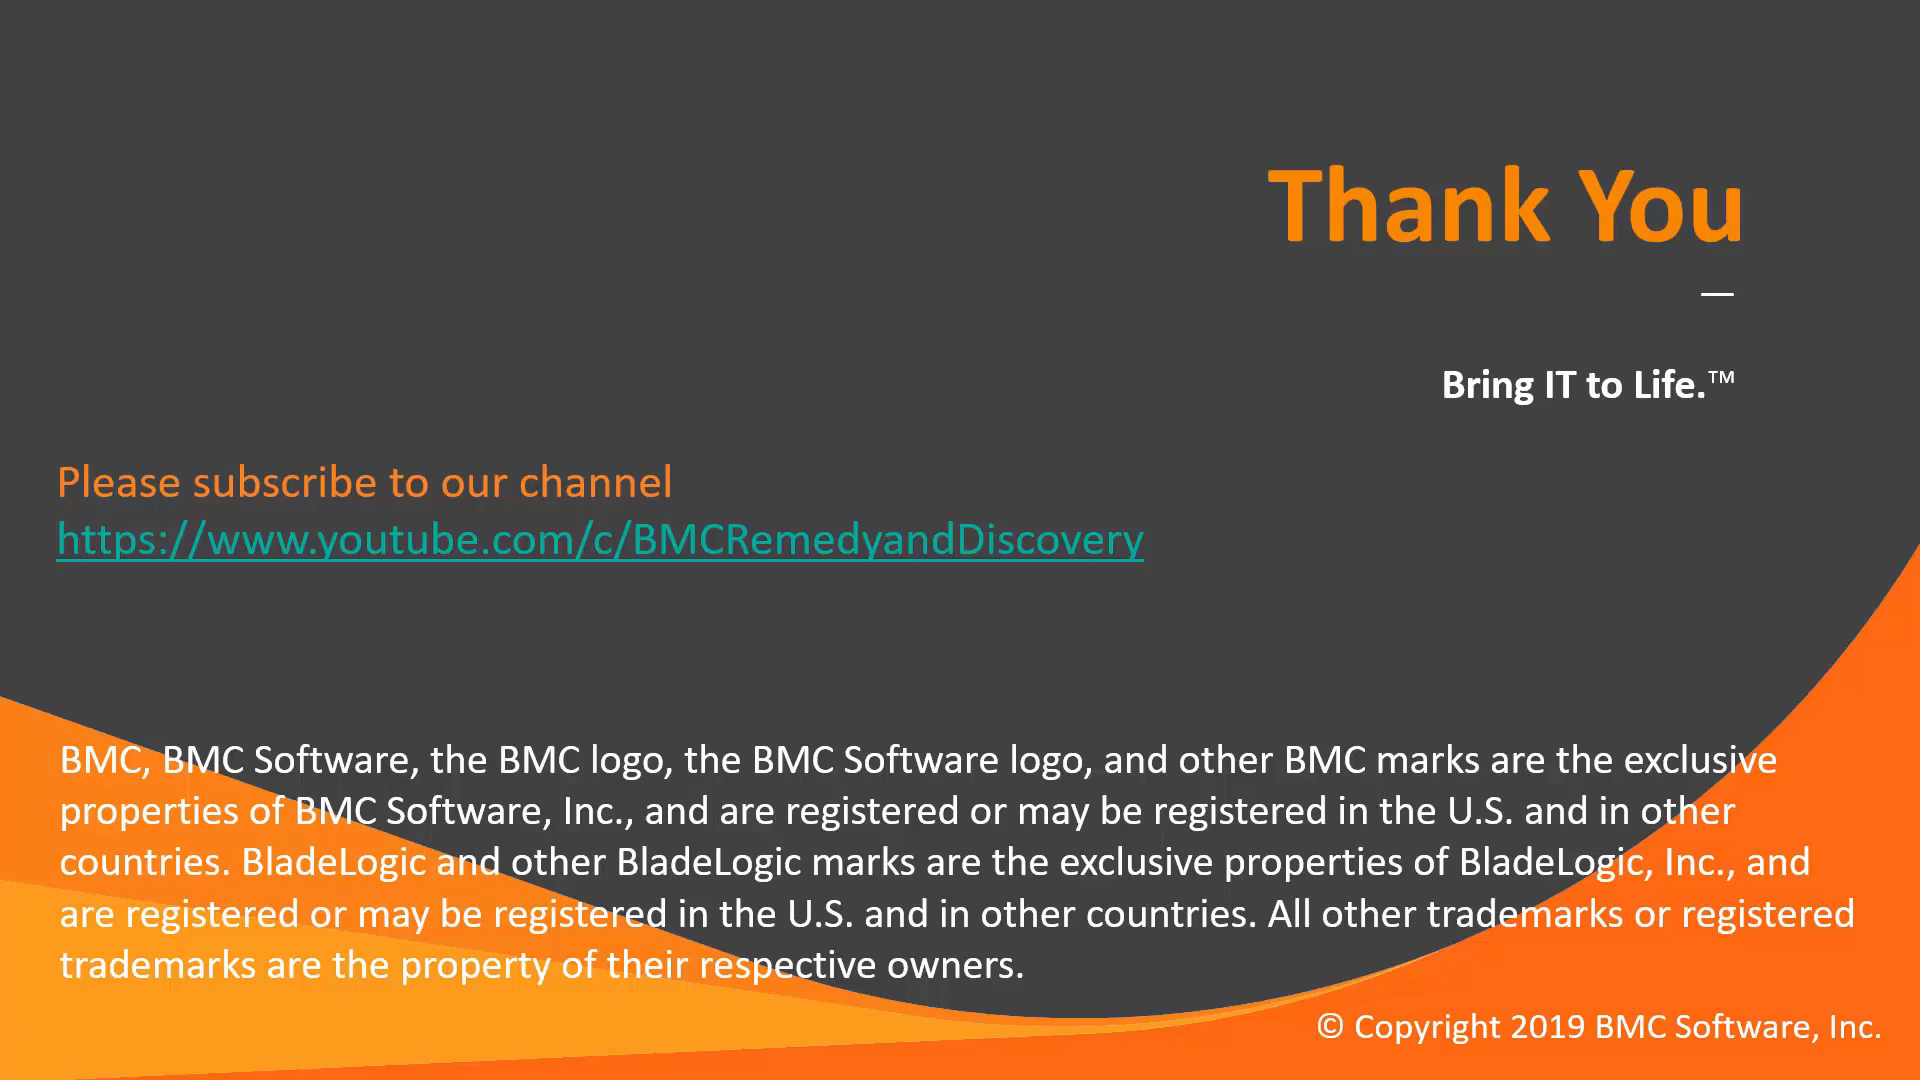 Thank You
—
Bring IT to Life.™
Please subscribe to our channel
https://www.youtube.com/c/BMCRemedyandDiscovery
BMC, BMC Software, the BMC logo, the BMC Software logo, and other BMC marks are the exclusive
properties of BMC Software, Inc., and are registered or may be registered in the U.S. and in other
countries. BladeLogic and other BladeLogic marks are the exclusive properties of BladeLogic, Inc., and
are registered or may be registered in the U.S. and in other countries. All other trademarks or registered
trademarks are the property of their respective owners.
© Copyright 2019 BMC Software, Inc.